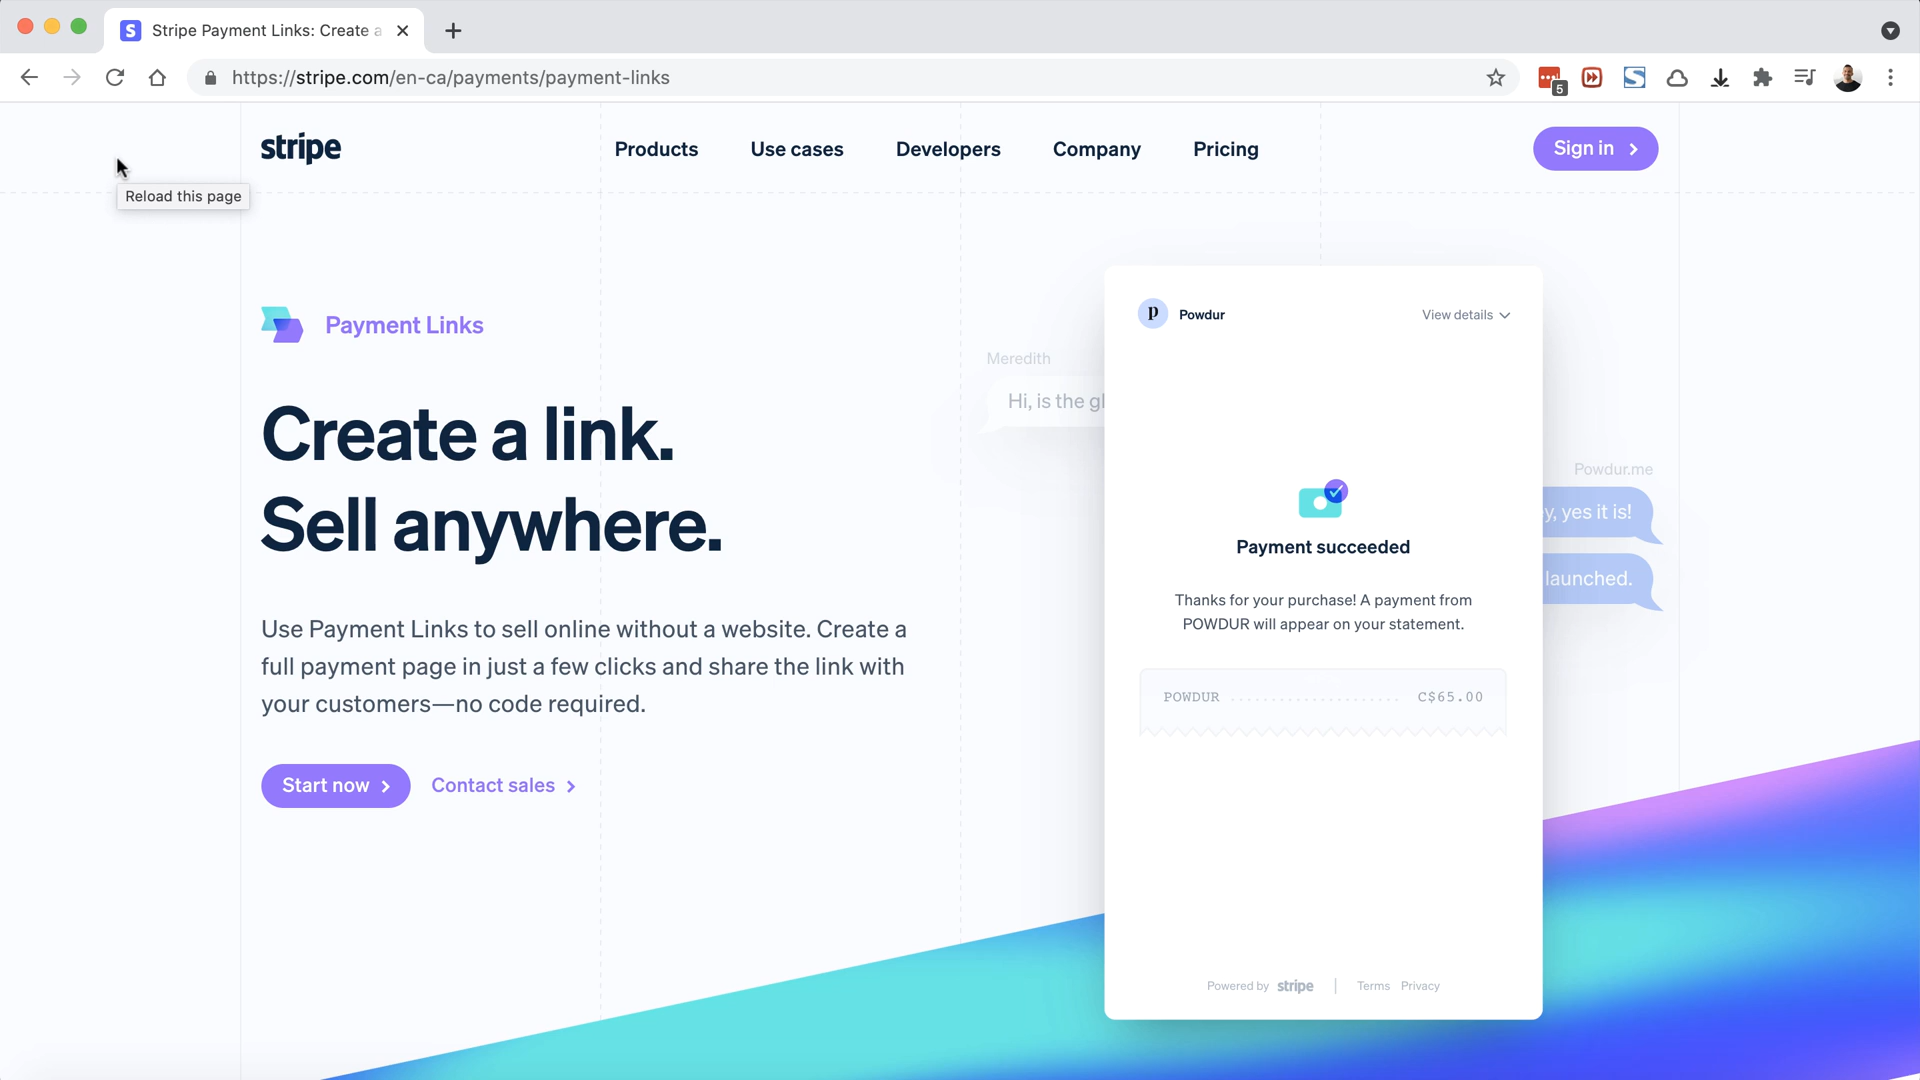 Stripe Payment Links: Create a
https://stripe.com/en-ca/payments/payment-links
5
stripe
Products
Use cases
Developers
Company
Pricing
Sign in
Reload this page
Payment Links
Create a link.
Sell anywhere.
Use Payment Links to sell online without a website. Create a
full payment page in just a few clicks and share the link with
your customers—no code required.
Start now
Contact sales
Meredith
Hi, is the gl
P Powdur
View details
Payment succeeded
Thanks for your purchase! A payment from
POWDUR will appear on your statement.
POWDUR .................... C$65.00
Powered by stripe | Terms Privacy
Powdur.me
y, yes it is!
launched.